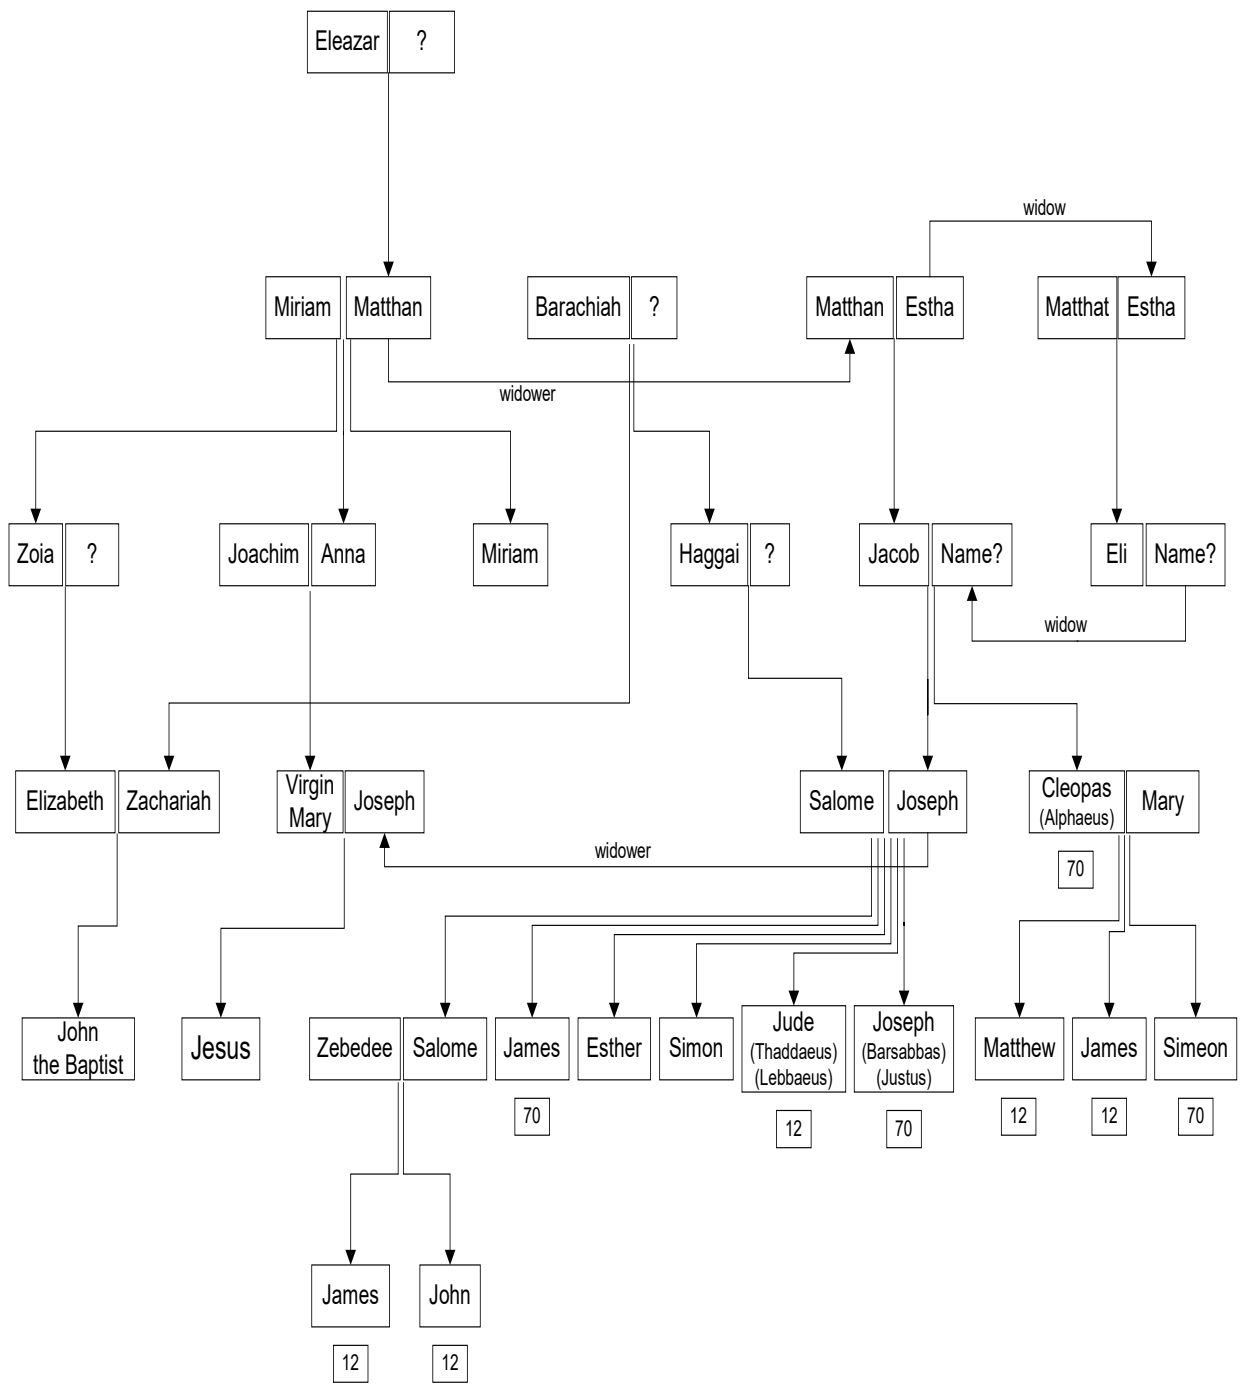 Eleazar ?
widow
Miriam Matthan Barachiah ? Matthan Estha Matthat Estha
widower
Zoia ? Joachim Anna Miriam Haggai ? Jacob Name? Eli Name?
widow
Elizabeth Zachariah Virgin Mary Joseph Salome Joseph Cleopas (Alphaeus) Mary
widower
70
John the Baptist Jesus Zebedee Salome James Esther Simon Jude (Thaddaeus) (Lebbaeus) Joseph (Barsabbas) (Justus) Matthew James Simeon
70 12 70 12 12 70
James John
12 12